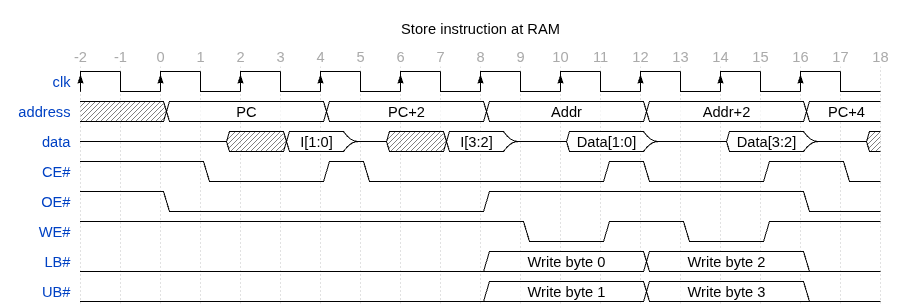 Store instruction at RAM
-2 -1 0 1 2 3 4 5 6 7 8 9 10 11 12 13 14 15 16 17 18
clk
address PC PC+2 Addr Addr+2 PC+4
data I[1:0] I[3:2] Data[1:0] Data[3:2]
CE#
OE#
WE#
LB# Write byte 0 Write byte 2
UB# Write byte 1 Write byte 3